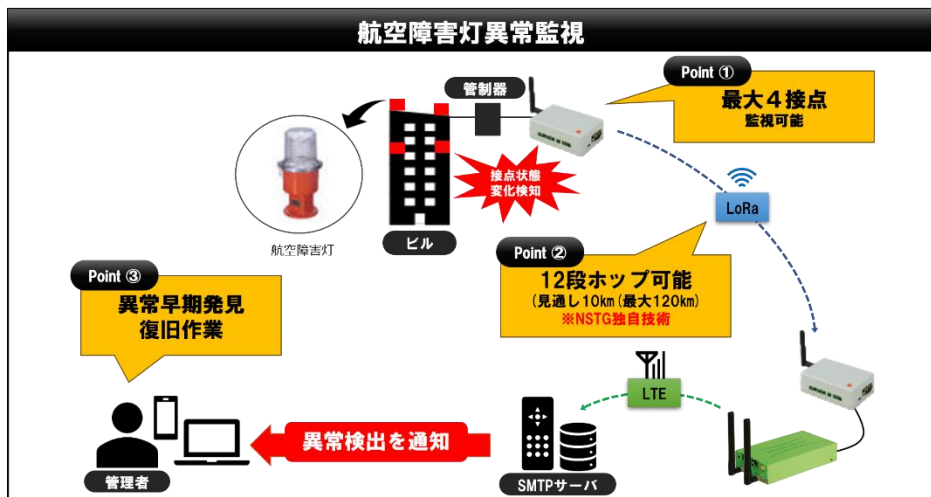 航空障害灯異常監視
Point ①
最大4接点
監視可能
管制器
接点状態
変化検知
航空障害灯
ビル
LoRa
Point ②
12段ホップ可能
(見通し10km(最大120km)
※NSTG独自技術
Point ③
異常早期発見
復旧作業
LTE
異常検出を通知
管理者
SMTPサーバ